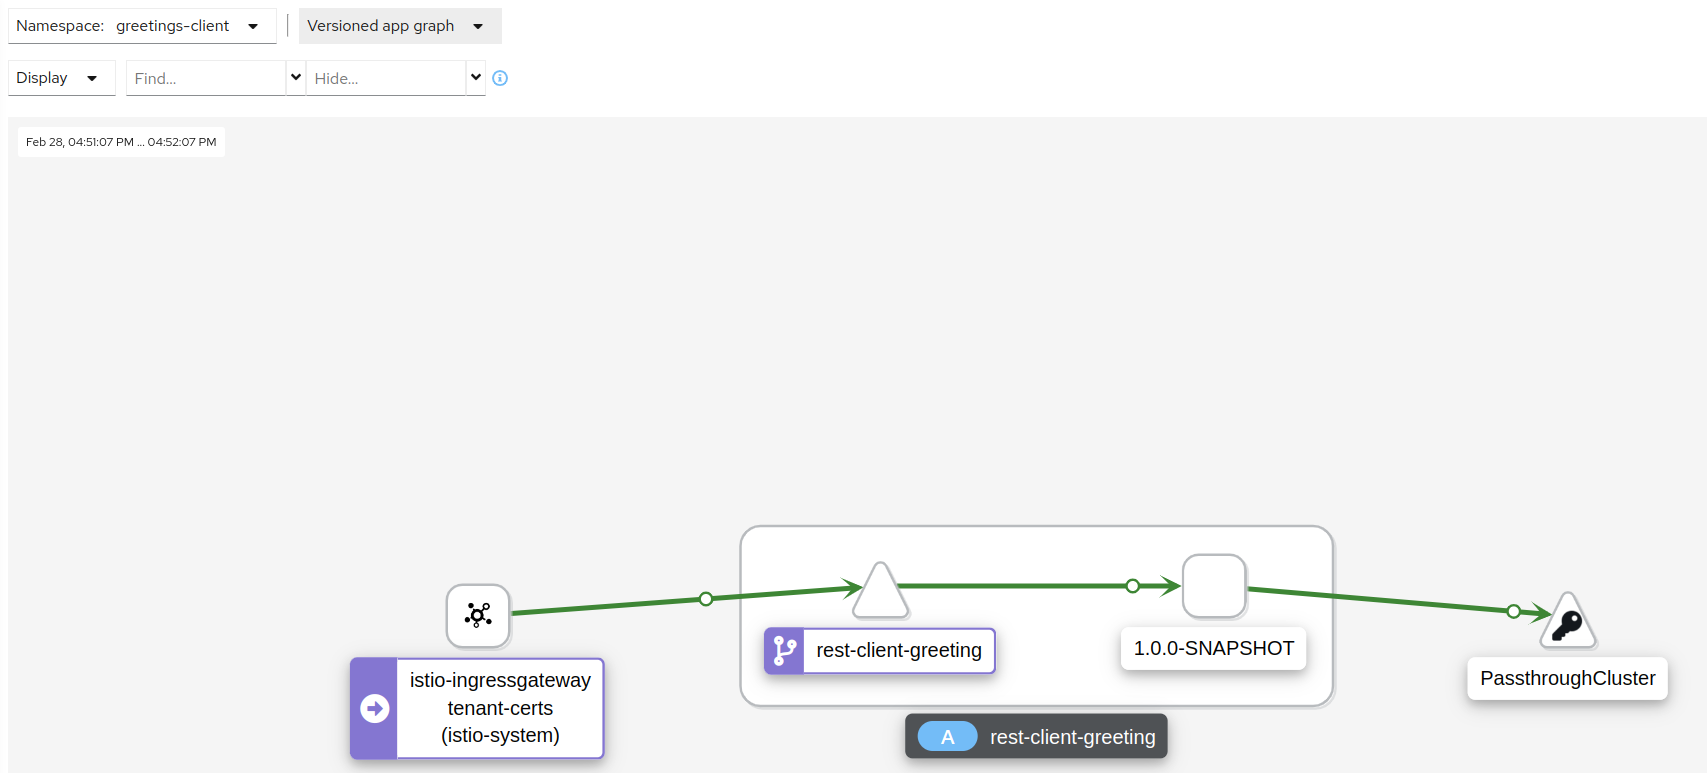 Namespace: greetings-client
Versioned app graph
Display
Find...
Hide...
Feb 28, 04:51:07 PM ... 04:52:07 PM
rest-client-greeting
1.0.0-SNAPSHOT
PassthroughCluster
istio-ingressgateway
tenant-certs
(istio-system)
A rest-client-greeting